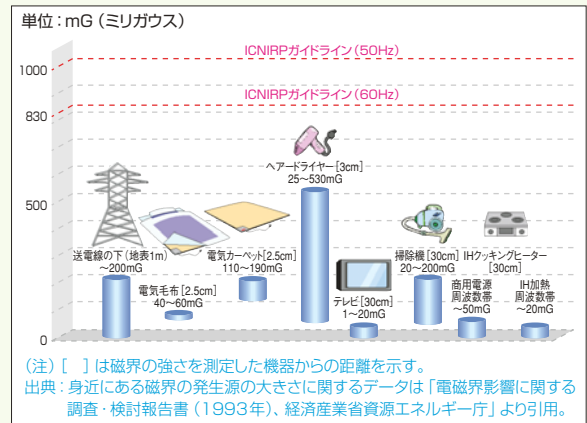 単位：mG（ミリガウス）
ICNIRPガイドライン（50Hz）
1000
ICNIRPガイドライン（60Hz）
830
500
0
ヘアードライヤー[3cm]
25～530mG
送電線の下（地表1m）
～200mG
電気毛布[2.5cm]
40～60mG
電気カーペット[2.5cm]
110～190mG
テレビ[30cm]
1～20mG
掃除機[30cm]
20～200mG
IHクッキングヒーター
[30cm]
商用電源
周波数帯
～50mG
IH加熱
周波数帯
～20mG
（注）［　］は磁界の強さを測定した機器からの距離を示す。
出典：身近にある磁界の発生源の大きさに関するデータは「電磁界影響に関する
調査・検討報告書（1993年）、経済産業省資源エネルギー庁」より引用。